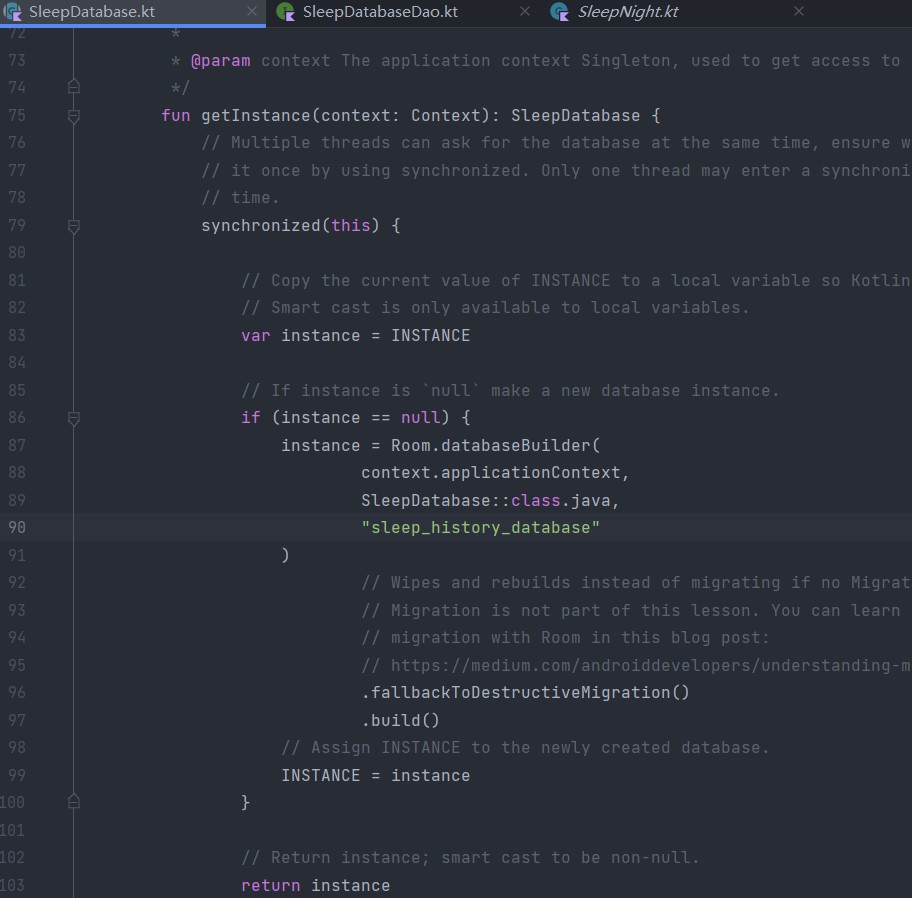 SleepDatabase.kt SleepDatabaseDao.kt SleepNight.kt
72 *
73 * @param context The application context Singleton, used to get access to
74 */
75 fun getInstance(context: Context): SleepDatabase {
76 // Multiple threads can ask for the database at the same time, ensure w
77 // it once by using synchronized. Only one thread may enter a synchroni
78 // time.
79 synchronized(this) {
80
81 // Copy the current value of INSTANCE to a local variable so Kotlin
82 // Smart cast is only available to local variables.
83 var instance = INSTANCE
84
85 // If instance is `null` make a new database instance.
86 if (instance == null) {
87 instance = Room.databaseBuilder(
88 context.applicationContext,
89 SleepDatabase::class.java,
90 "sleep_history_database"
91 )
92 // Wipes and rebuilds instead of migrating if no Migrat
93 // Migration is not part of this lesson. You can learn
94 // migration with Room in this blog post:
95 // https://medium.com/androiddevelopers/understanding-m
96 .fallbackToDestructiveMigration()
97 .build()
98 // Assign INSTANCE to the newly created database.
99 INSTANCE = instance
100 }
101
102 // Return instance; smart cast to be non-null.
103 return instance